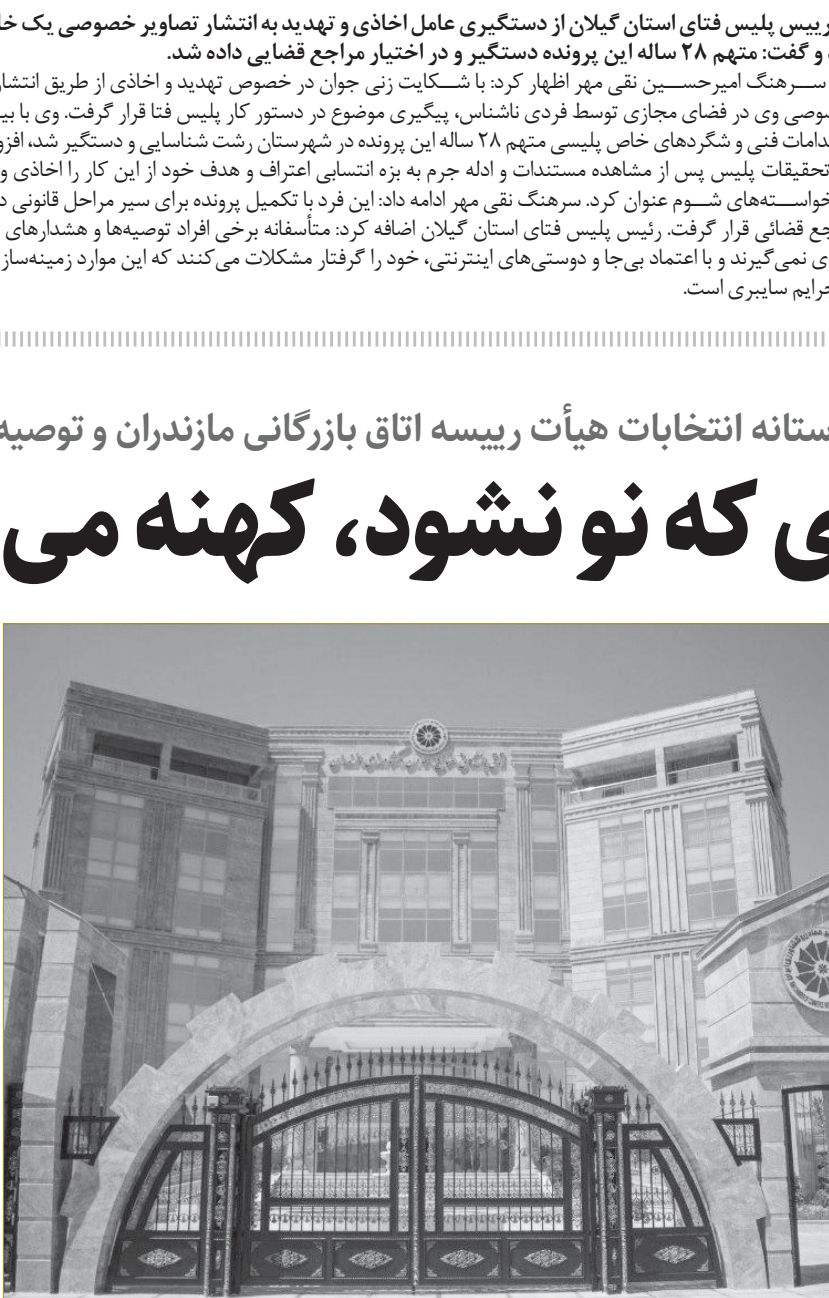 رییس پلیس فتای استان گیلان از دستگیری عامل اخاذی و تهدید به انتشار تصاویر خصوصی یک
و گفت: متهم ۲۸ ساله این پرونده دستگیر و در اختیار مراجع قضایی داده شد.
سرهنگ امیرحسین نقی مهر اظهار کرد: با شکایت زنی جوان در خصوص تهدید و اخاذی از طریق انتشار
وی در فضای مجازی توسط فردی ناشناس، پیگیری موضوع در دستور کار پلیس فتا قرار گرفت. وی با
فنی و شگردهای خاص پلیسی متهم ۲۸ ساله این پرونده در شهرستان رشت شناسایی و دستگیر شد،
تحقیقات پلیس پس از مشاهده مستندات و ادله جرم به بزه انتسابی اعتراف و هدف خود از این کار را اخاذی و
خواسته‌های شوم عنوان کرد. سرهنگ نقی مهر ادامه داد: این فرد با تکمیل پرونده برای سیر مراحل قانونی
قضائی قرار گرفت. رئیس پلیس فتای استان گیلان اضافه کرد: متأسفانه برخی افراد توصیه‌ها و هشدارهای
نمی‌گیرند و با اعتماد بی‌جا و دوستی‌های اینترنتی، خود را گرفتار مشکلات می‌کنند که این موارد زمینه‌ساز
جرایم سایبری است.
انتخابات هیأت رییسه اتاق بازرگانی مازندران و توصیه
ی که نو نشود، کهنه می